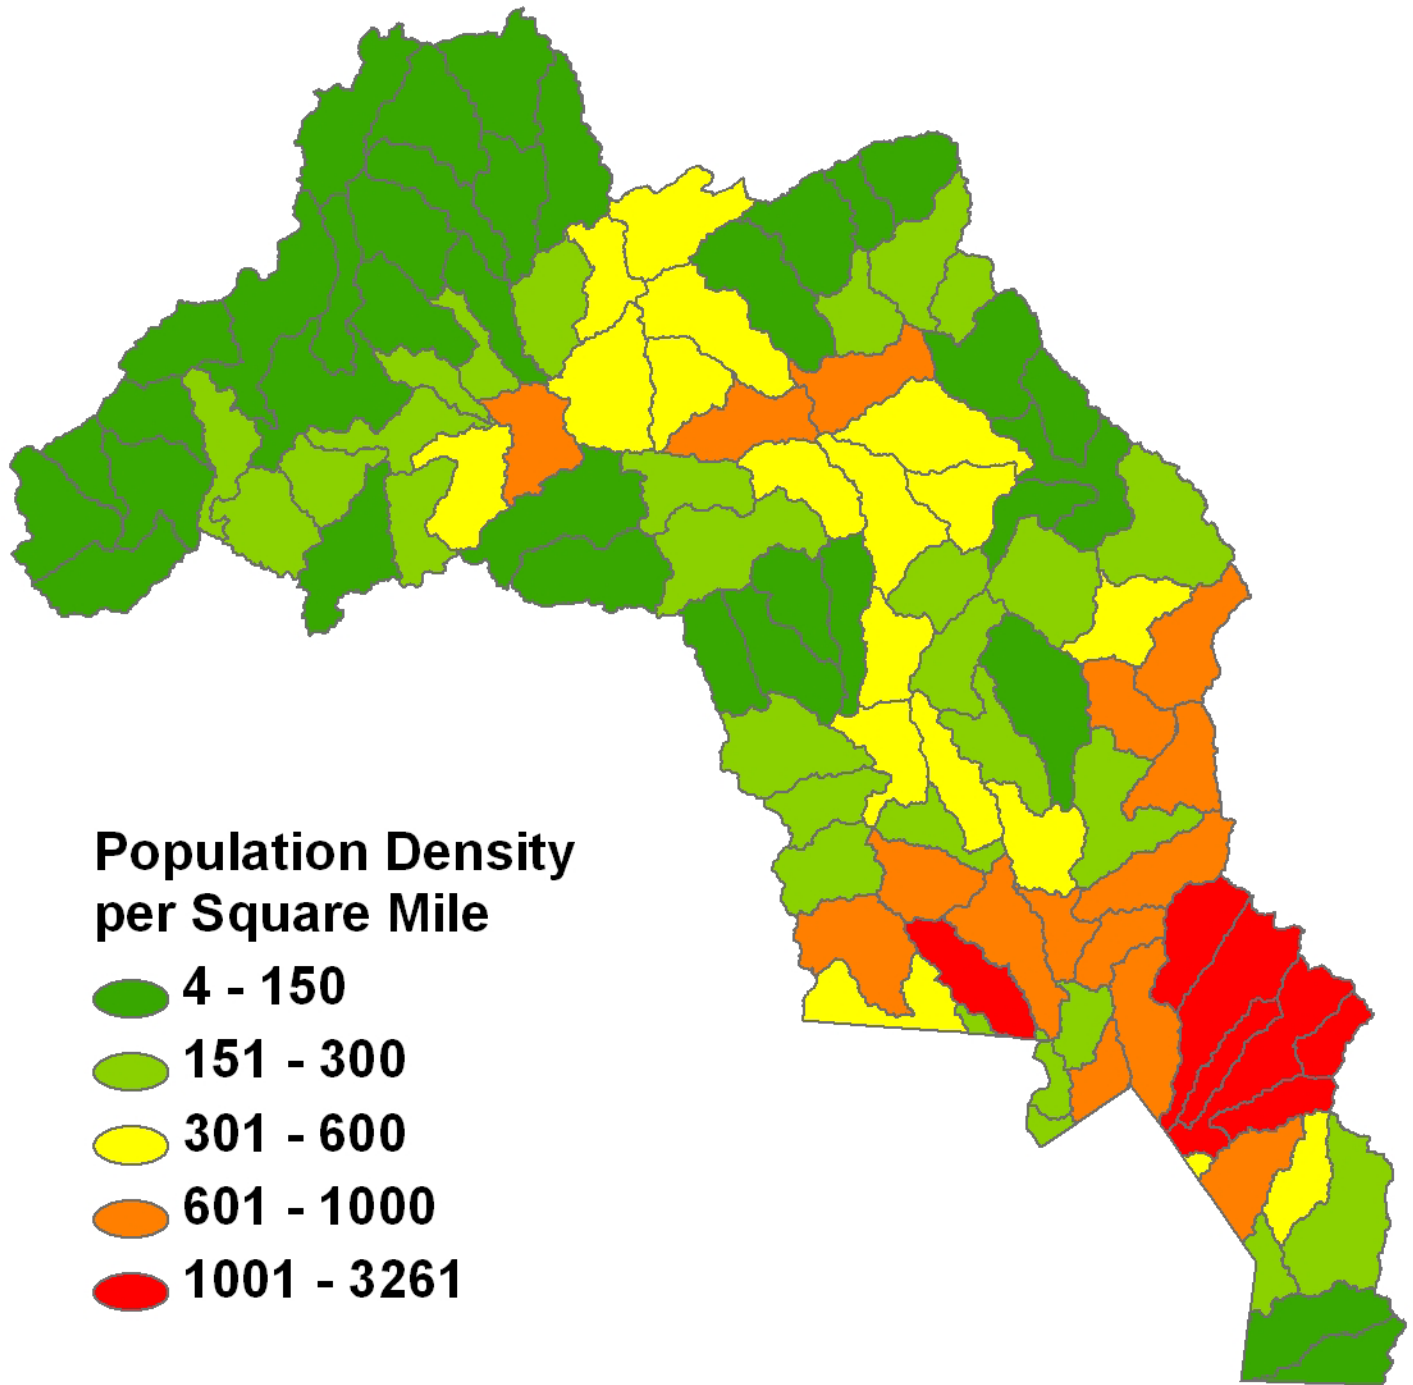 Population Density
per Square Mile
4 - 150
151 - 300
301 - 600
601 - 1000
1001 - 3261